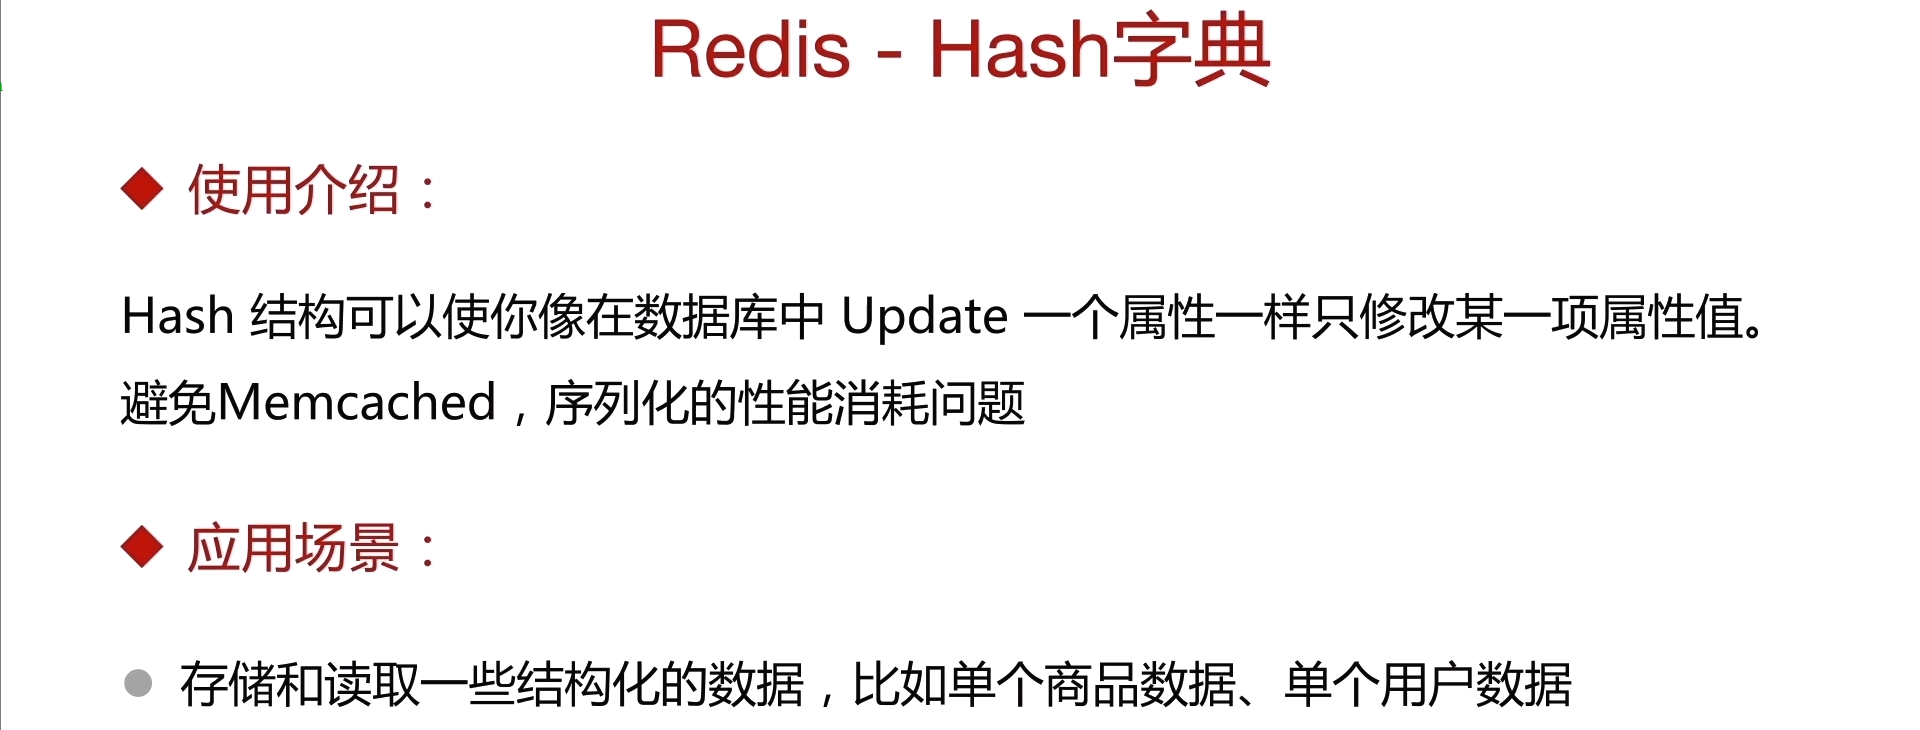 Redis - Hash字典
使用介绍：
Hash 结构可以使你像在数据库中 Update 一个属性一样只修改某一项属性值。
避免Memcached，序列化的性能消耗问题
应用场景：
存储和读取一些结构化的数据，比如单个商品数据、单个用户数据